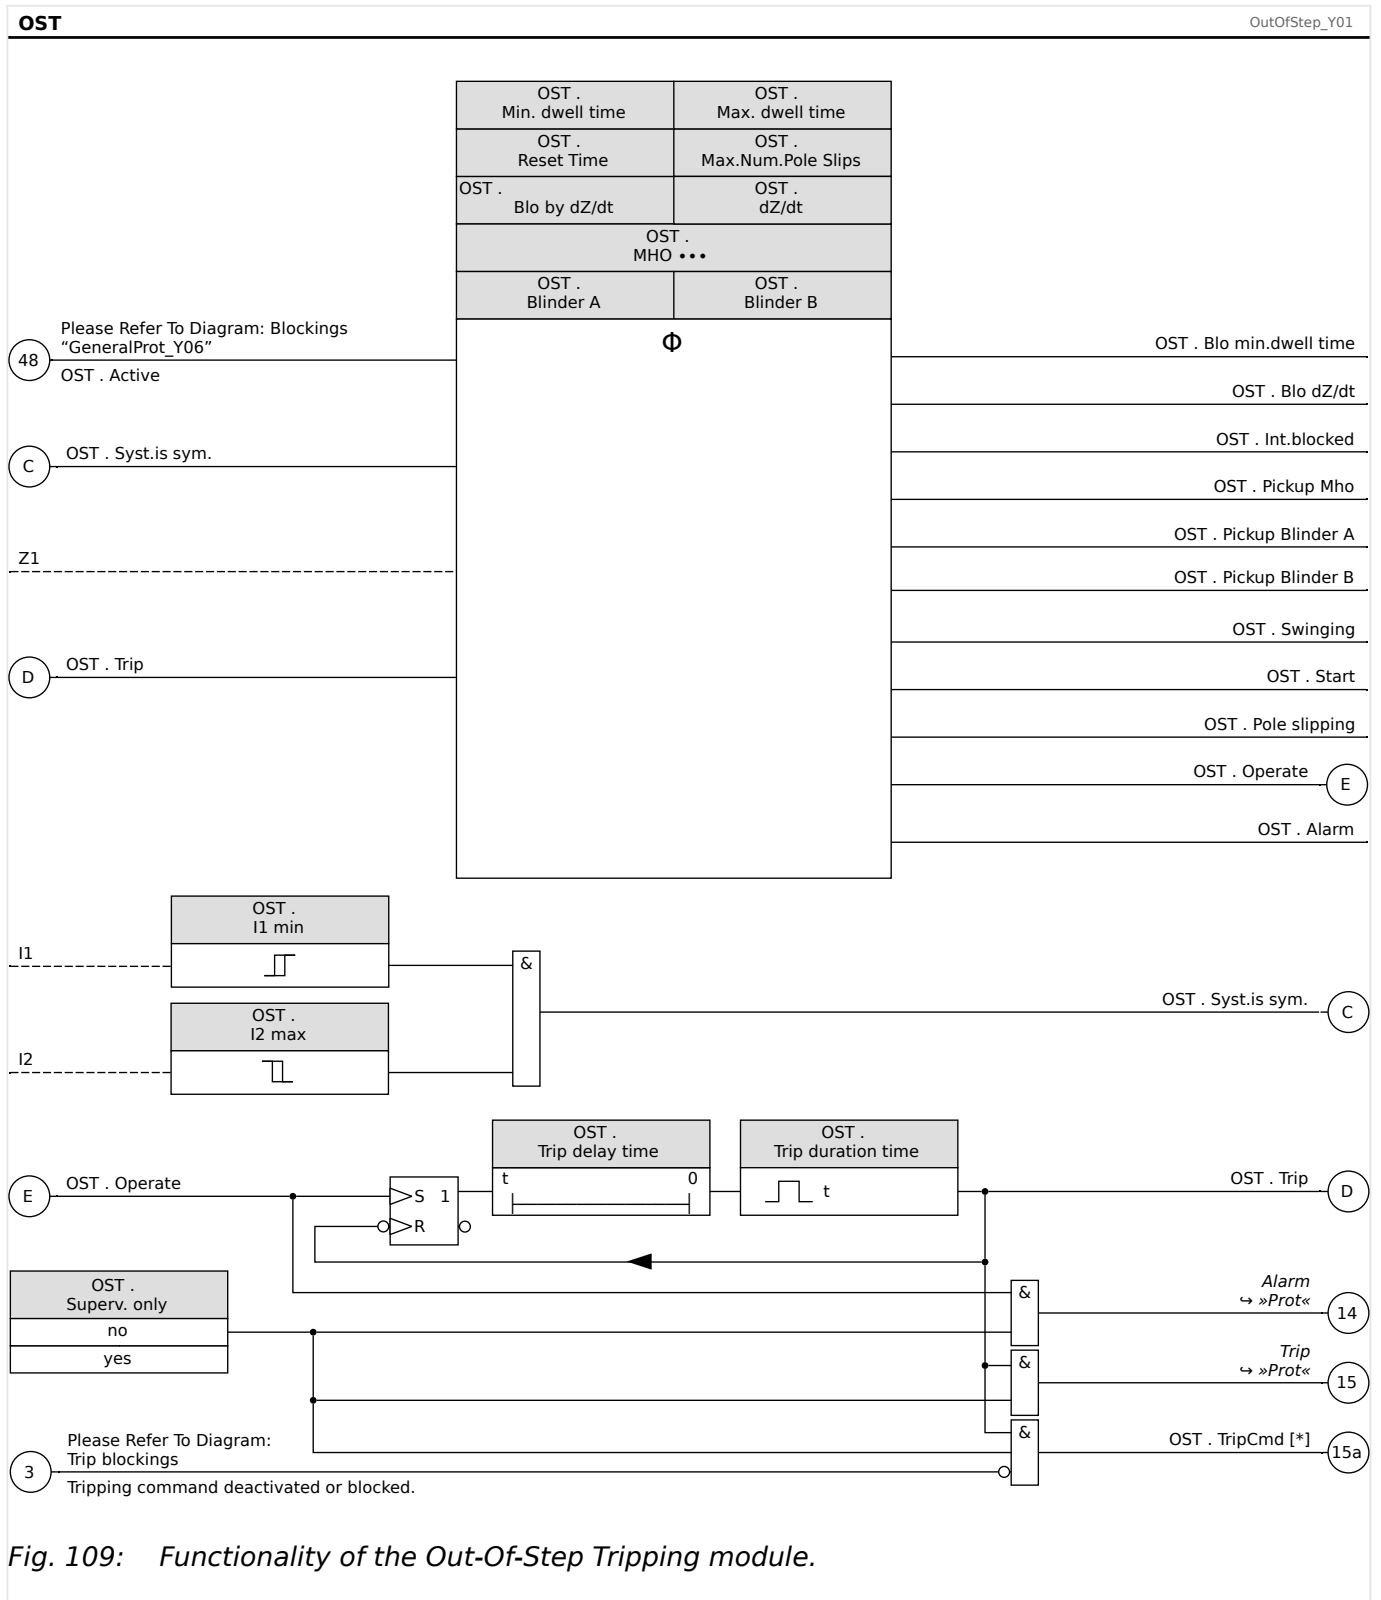 OST
OutOfStep_Y01
OST .
Min. dwell time
OST .
Max. dwell time
OST .
Reset Time
OST .
Max.Num.Pole Slips
OST .
Blo by dZ/dt
OST .
dZ/dt
OST .
MHO •••
OST .
Blinder A
OST .
Blinder B
Φ
48
Please Refer To Diagram: Blockings
“GeneralProt_Y06”
OST . Active
C
OST . Syst.is sym.
Z1
D
OST . Trip
OST . Blo min.dwell time
OST . Blo dZ/dt
OST . Int.blocked
OST . Pickup Mho
OST . Pickup Blinder A
OST . Pickup Blinder B
OST . Swinging
OST . Start
OST . Pole slipping
OST . Operate
E
OST . Alarm
I1
OST .
I1 min
&
I2
OST .
I2 max
OST . Syst.is sym.
C
E
OST . Operate
S 1
R
OST .
Trip delay time
t 0
OST .
Trip duration time
t
OST . Trip
D
OST .
Superv. only
no
yes
&
Alarm
↪ »Prot«
14
&
Trip
↪ »Prot«
15
&
OST . TripCmd [*]
15a
3
Please Refer To Diagram:
Trip blockings
Tripping command deactivated or blocked.
Fig. 109: Functionality of the Out-Of-Step Tripping module.